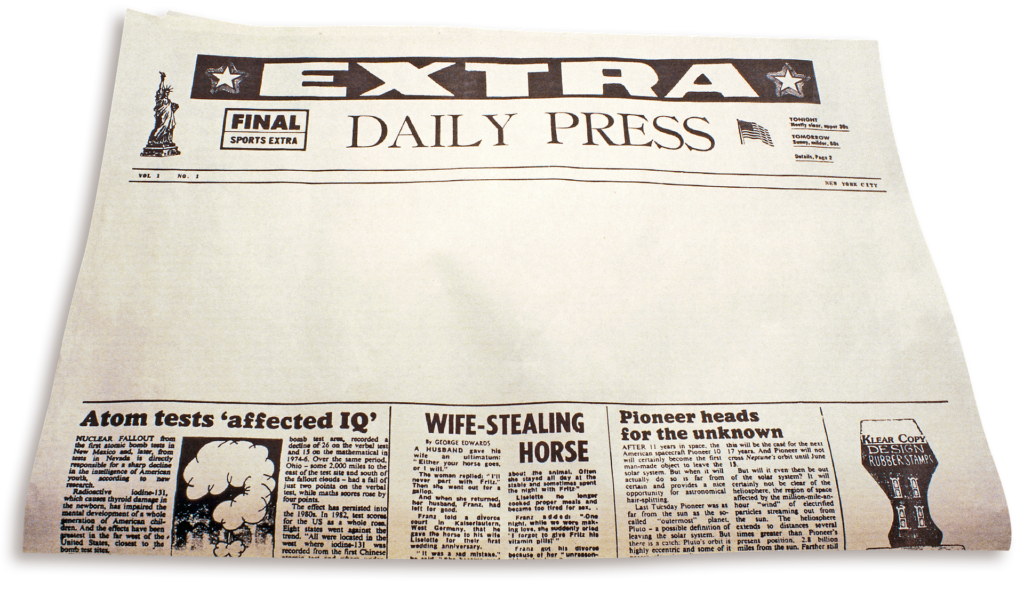 EXTRA
FINAL
SPORTS EXTRA
DAILY PRESS
TONIGHT
Mostly clear, upper 50s
TOMORROW
Sunny, milder, 80s
Details, Page 2
VOL 1 NO. 1
NEW YORK CITY
Atom tests ‘affected IQ’
NUCLEAR FALLOUT from
the first atomic bomb tests in
New Mexico and, later, from
tests in Nevada is directly
responsible for a sharp decline
in the intelligence of American
youth, according to new
research.
Radioactive iodine-131,
which causes thyroid damage in
the newborn, has impaired the
mental development of a whole
generation of American chil-
dren. And the effects have been
greatest in the far west of the
United States, closest to the
bomb test sites.
bomb test area, recorded a
decline of 26 on the verbal test
and 15 on the mathematical in
1974-6. Over the same period,
Ohio – some 2,000 miles to the
east of the test site and south of
the fallout clouds – had a fall of
just two points on the verbal
test, while maths scores rose by
four points.
The effect has persisted into
the 1980s. In 1982, test scores
for the US as a whole rose.
Eight states went against the
trend. “All were located in the
west where iodine-131 was
recorded from the first Chinese
WIFE-STEALING
HORSE
By GEORGE EDWARDS
A HUSBAND gave his
wife an ultimatum:
“Either your horse goes,
or I will.”
She replied: “I'll
never part with Fritz.”
Then she went out for a
gallop.
And when she returned,
her husband, Franz, had
left for good.
Franz told a divorce
court in Kaiserlautern,
West Germany, that he
gave the horse to his wife
Liselotte for their first
wedding anniversary.
“It was a sad mistake,”
about the animal. Often
she stayed all day at the
stable and sometimes spent
the night with Fritz.
Liselotte no longer
cooked proper meals and
became too tired for sex.
Franz added: “One
night, while we were mak-
ing love, she suddenly cried
‘I forgot to give Fritz his
vitamin pills!’”
Franz got his divorce
because of her “unreason-
Pioneer heads
for the unknown
AFTER 11 years in space, the
American spacecraft Pioneer 10
will certainly become the first
man-made object to leave the
solar system. But when it will
actually do so is far from
certain and provides a nice
opportunity for astronomical
hair-splitting.
Last Tuesday Pioneer was as
far from the sun as the so-
called “outermost” planet,
Pluto – a possible definition of
leaving the solar system. But
there is a catch: Pluto's orbit is
highly eccentric and some of it
this will be the case for the next
17 years. And Pioneer will not
cross Neptune's orbit until June
13.
But will it even then be out
of the solar system? It will
certainly not be clear of the
heliosphere, the region of space
affected by the million-mile-an-
hour “wind” of electrified
particles streaming out from
the sun. The heliosphere
extends to distances several
times greater than Pioneer's
present position, 2.8 billion
miles from the sun. Farther still
KLEAR COPY
DESIGN
RUBBER STAMPS